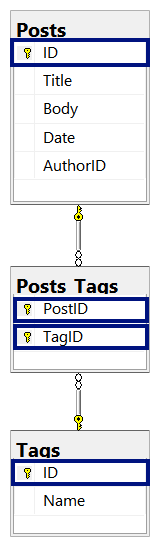 Posts
ID
Title
Body
Date
AuthorID
Posts_Tags
PostID
TagID
Tags
ID
Name